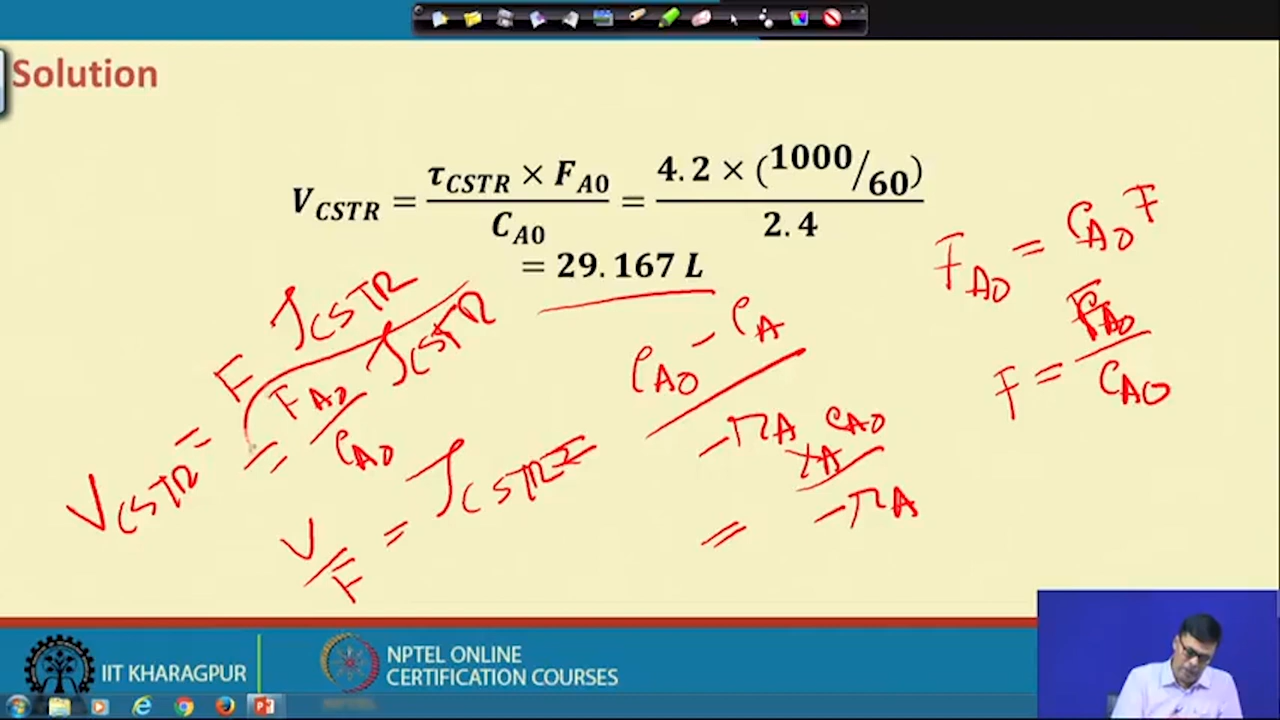 Solution
V_CSTR = (τ_CSTR × F_A0) / C_A0 = (4.2 × (1000/60)) / 2.4
= 29.167 L
F_A0 = C_A0 F
F = F_A0 / C_A0
V_CSTR = F τ_CSTR
= F_A0 / C_A0 τ_CSTR
V / F = τ_CSTR = (C_A0 - C_A) / -r_A
= C_A0 X_A / -r_A
IIT KHARAGPUR
NPTEL ONLINE
CERTIFICATION COURSES